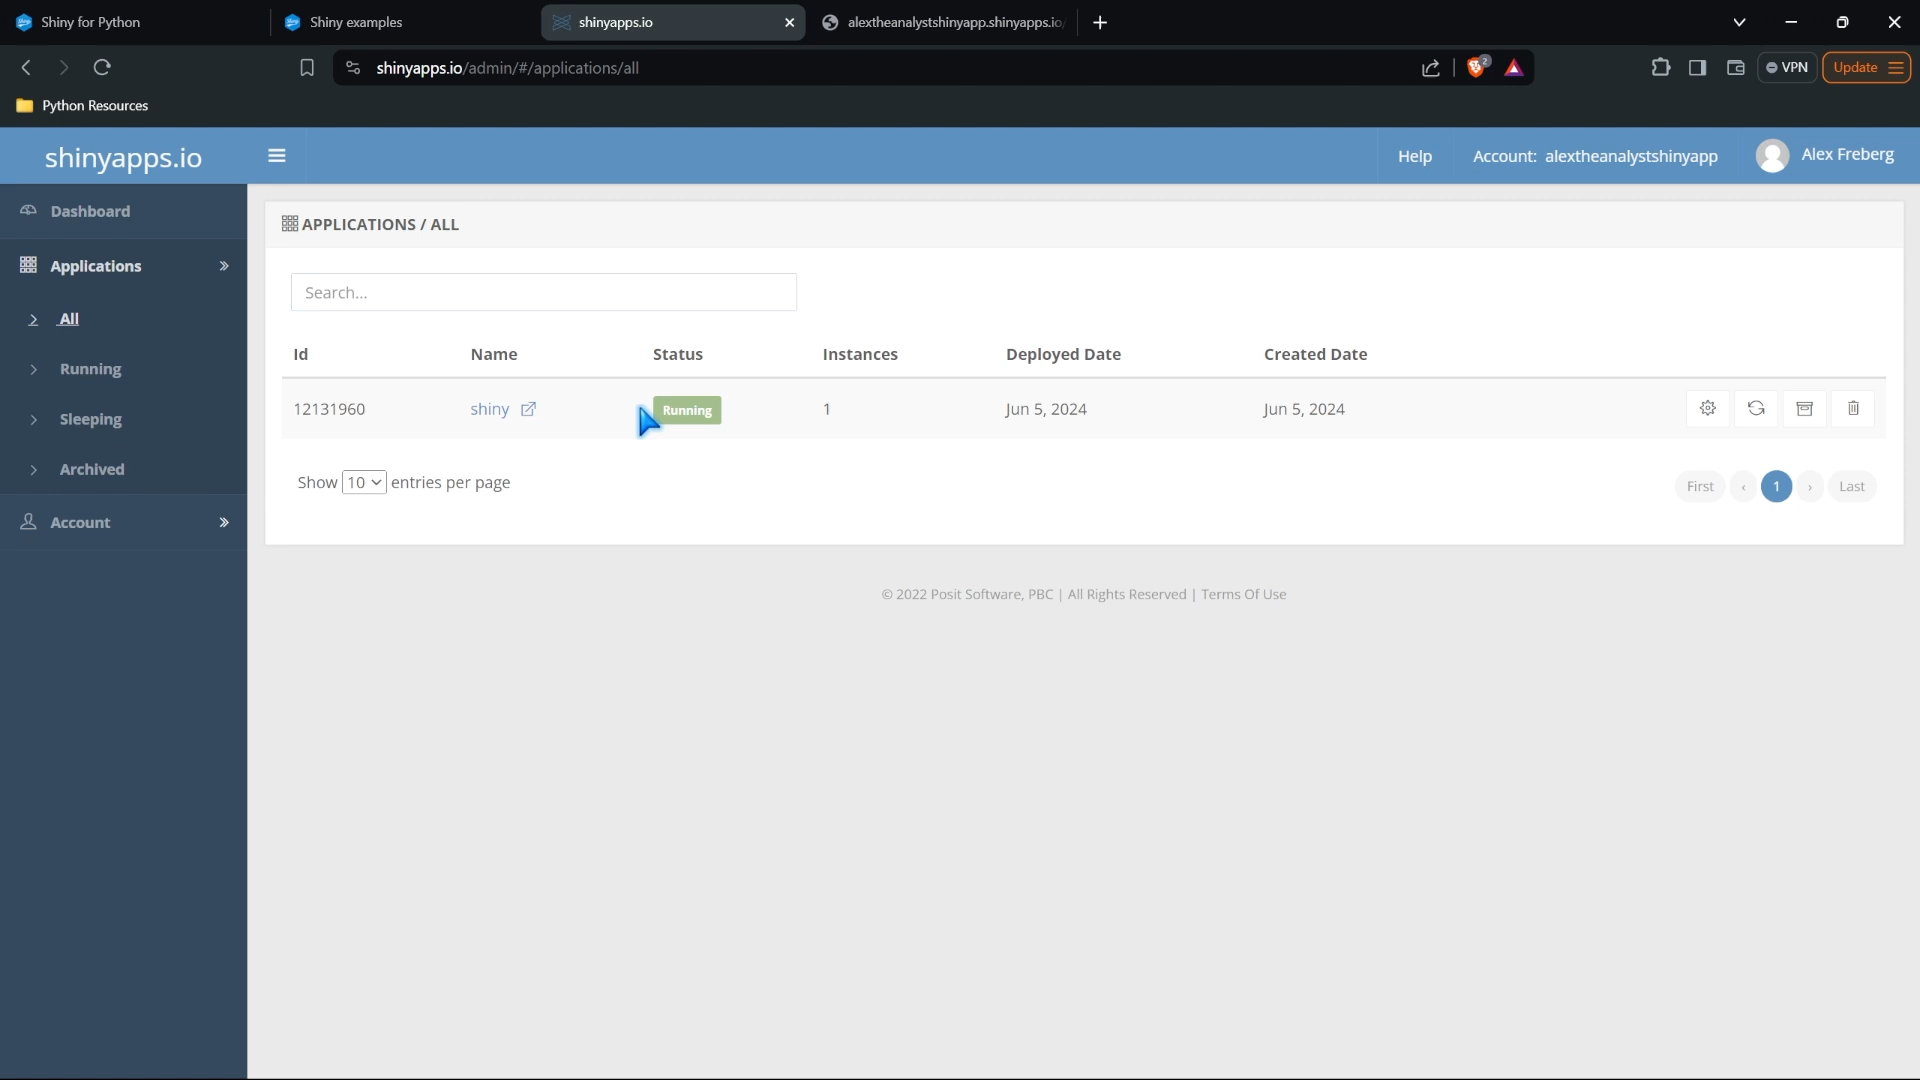 Shiny for Python
Shiny examples
shinyapps.io
alextheanalystshinyapp.shinyapps.io/
shinyapps.io/admin/#/applications/all
2
VPN
Update
Python Resources
shinyapps.io
Help
Account: alextheanalystshinyapp
Alex Freberg
Dashboard
Applications
All
Running
Sleeping
Archived
Account
APPLICATIONS / ALL
Search...
Id Name Status Instances Deployed Date Created Date
12131960 shiny Running 1 Jun 5, 2024 Jun 5, 2024
Show 10 entries per page
First ‹ 1 › Last
© 2022 Posit Software, PBC | All Rights Reserved | Terms Of Use